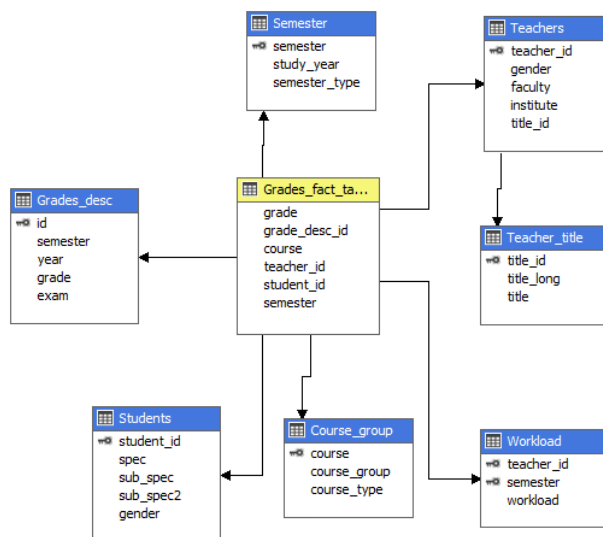 Semester
semester
study_year
semester_type
Teachers
teacher_id
gender
faculty
institute
title_id
Grades_fact_ta...
grade
grade_desc_id
course
teacher_id
student_id
semester
Grades_desc
id
semester
year
grade
exam
Teacher_title
title_id
title_long
title
Students
student_id
spec
sub_spec
sub_spec2
gender
Course_group
course
course_group
course_type
Workload
teacher_id
semester
workload